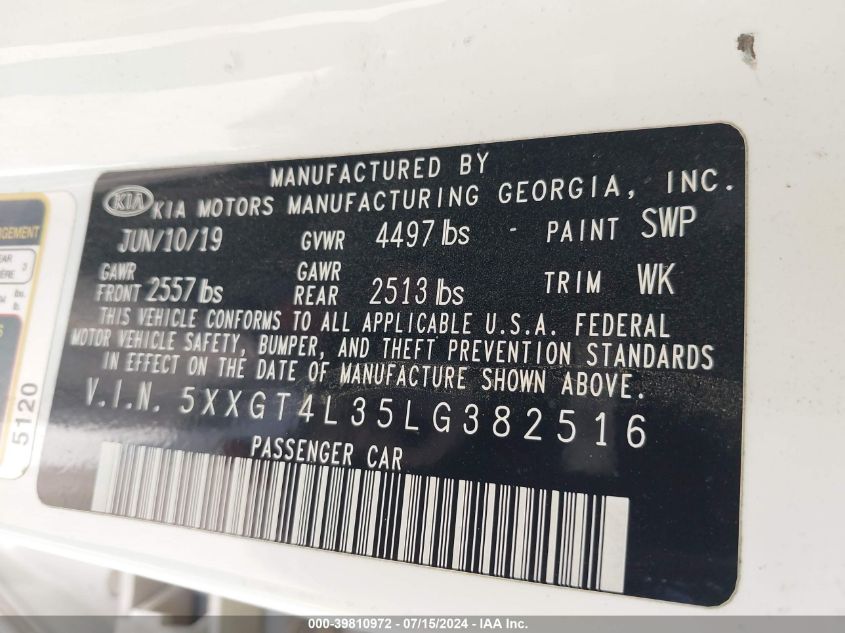 MANUFACTURED BY
KIA KIA MOTORS MANUFACTURING GEORGIA, INC.
JUN/10/19 GVWR 4497 lbs - PAINT SWP
GAWR FRONT 2557 lbs GAWR REAR 2513 lbs TRIM WK
THIS VEHICLE CONFORMS TO ALL APPLICABLE U.S.A. FEDERAL
MOTOR VEHICLE SAFETY, BUMPER, AND THEFT PREVENTION STANDARDS
IN EFFECT ON THE DATE OF MANUFACTURE SHOWN ABOVE.
V.I.N. 5XXGT4L35LG382516
PASSENGER CAR
5120
000-39810972 - 07/15/2024 - IAA Inc.